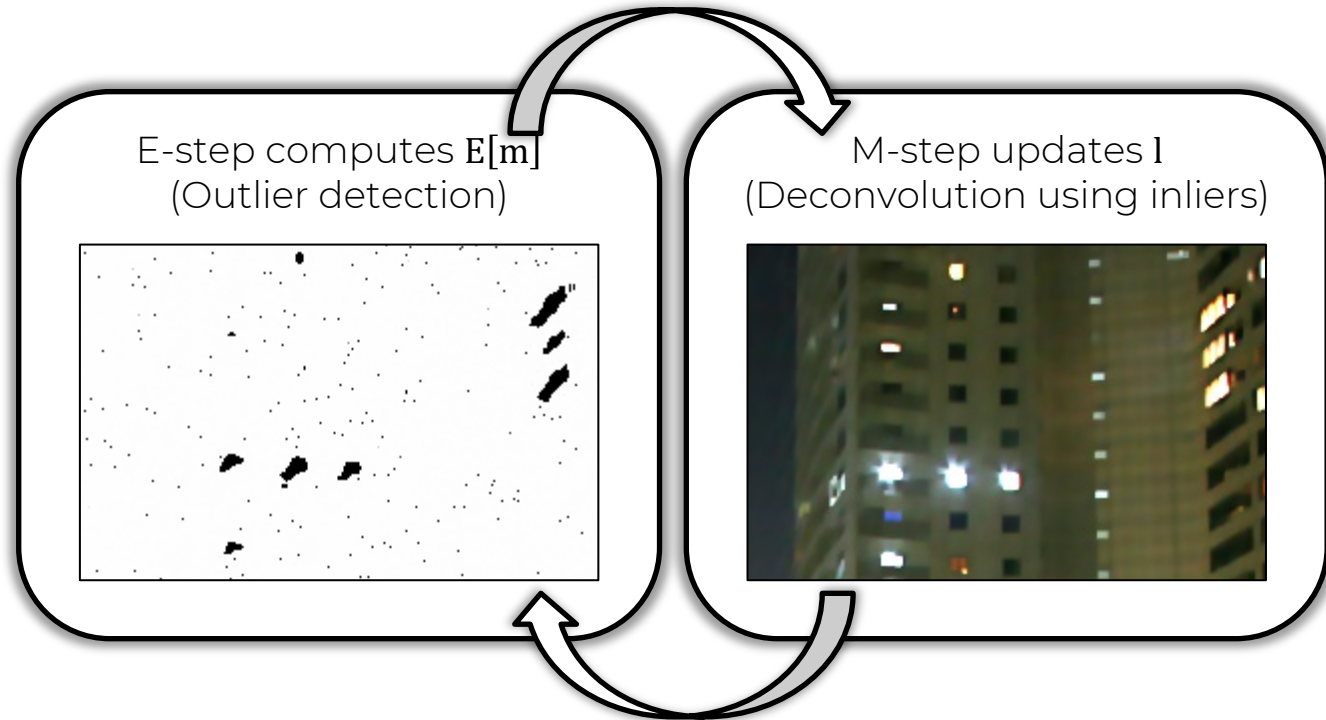 E-step computes E[m]
(Outlier detection)
M-step updates l
(Deconvolution using inliers)